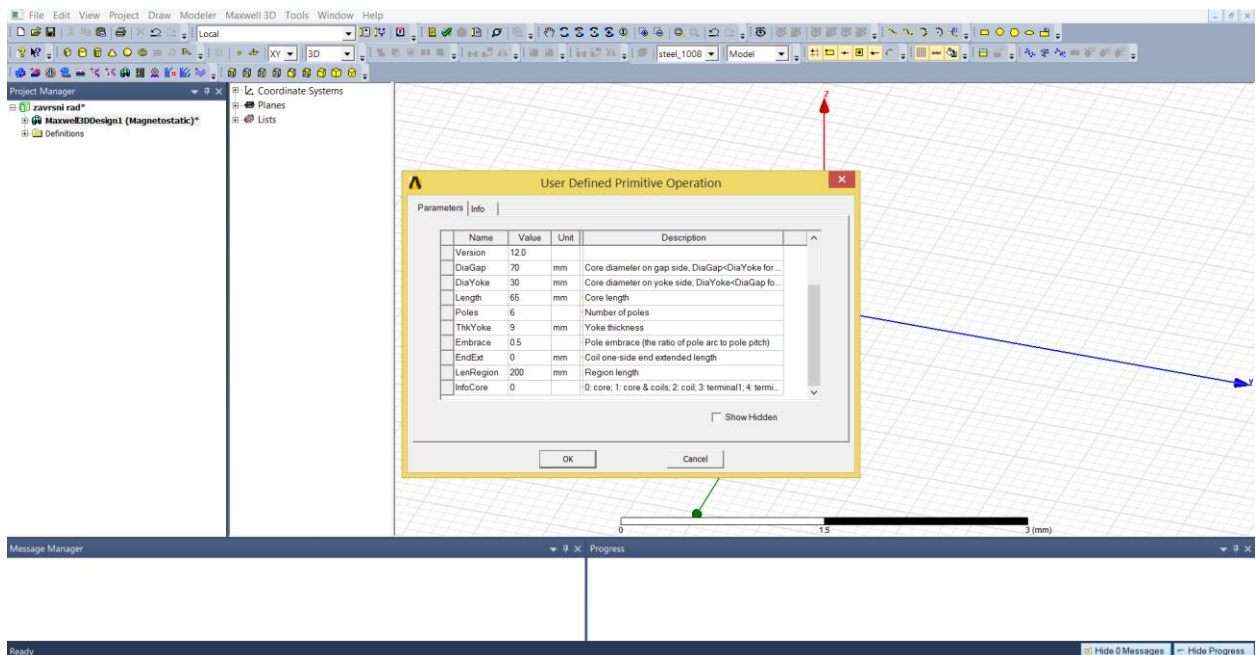 File Edit View Project Draw Modeler Maxwell 3D Tools Window Help
Local
XY 3D steel_1008 Model
Project Manager
zavrsni rad*
Maxwell3DDesign1 (Magnetostatic)*
Definitions
Coordinate Systems
Planes
Lists
Z
User Defined Primitive Operation
Parameters Info
Name Value Unit Description
Version 12.0
DiaGap 70 mm Core diameter on gap side, DiaGap<DiaYoke for ...
DiaYoke 30 mm Core diameter on yoke side, DiaYoke<DiaGap fo...
Length 65 mm Core length
Poles 6 Number of poles
ThkYoke 9 mm Yoke thickness
Embrace 0.5 Pole embrace (the ratio of pole arc to pole pitch)
EndExt 0 mm Coil one-side end extended length
LenRegion 200 mm Region length
InfoCore 0 0: core; 1: core & coils; 2: coil; 3: terminal1; 4: termi...
Show Hidden
OK Cancel
Y
0 1.5 3 (mm)
Message Manager Progress
Ready Hide 0 Messages Hide Progress